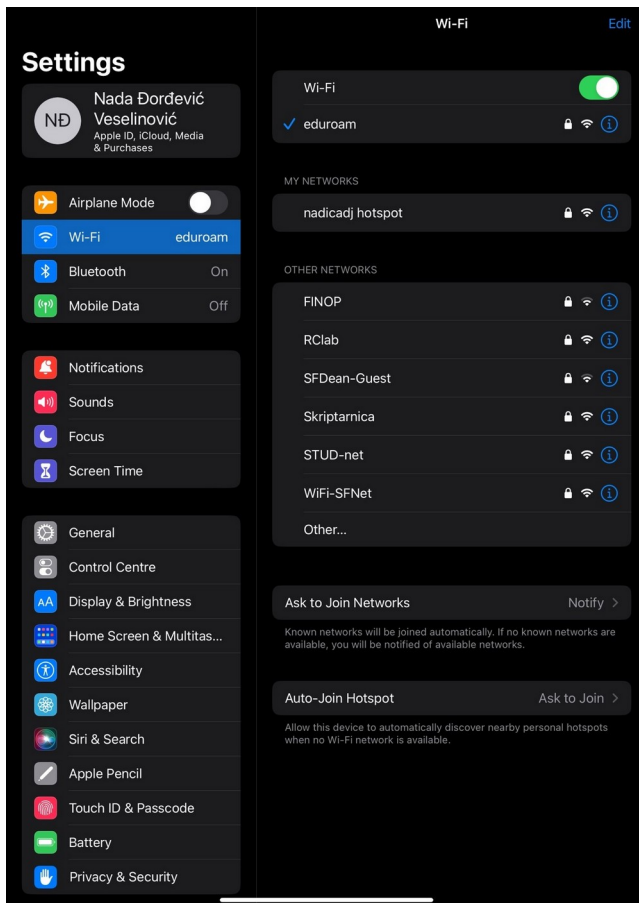 Settings
NĐ
Nada Đorđević
Veselinović
Apple ID, iCloud, Media
& Purchases
Airplane Mode
Wi-Fi eduroam
Bluetooth On
Mobile Data Off
Notifications
Sounds
Focus
Screen Time
General
Control Centre
AA
Display & Brightness
Home Screen & Multitas...
Accessibility
Wallpaper
Siri & Search
Apple Pencil
Touch ID & Passcode
Battery
Privacy & Security
Wi-Fi Edit
Wi-Fi
eduroam
MY NETWORKS
nadicadj hotspot
OTHER NETWORKS
FINOP
RClab
SFDean-Guest
Skriptarnica
STUD-net
WiFi-SFNet
Other...
Ask to Join Networks Notify
Known networks will be joined automatically. If no known networks are
available, you will be notified of available networks.
Auto-Join Hotspot Ask to Join
Allow this device to automatically discover nearby personal hotspots
when no Wi-Fi network is available.